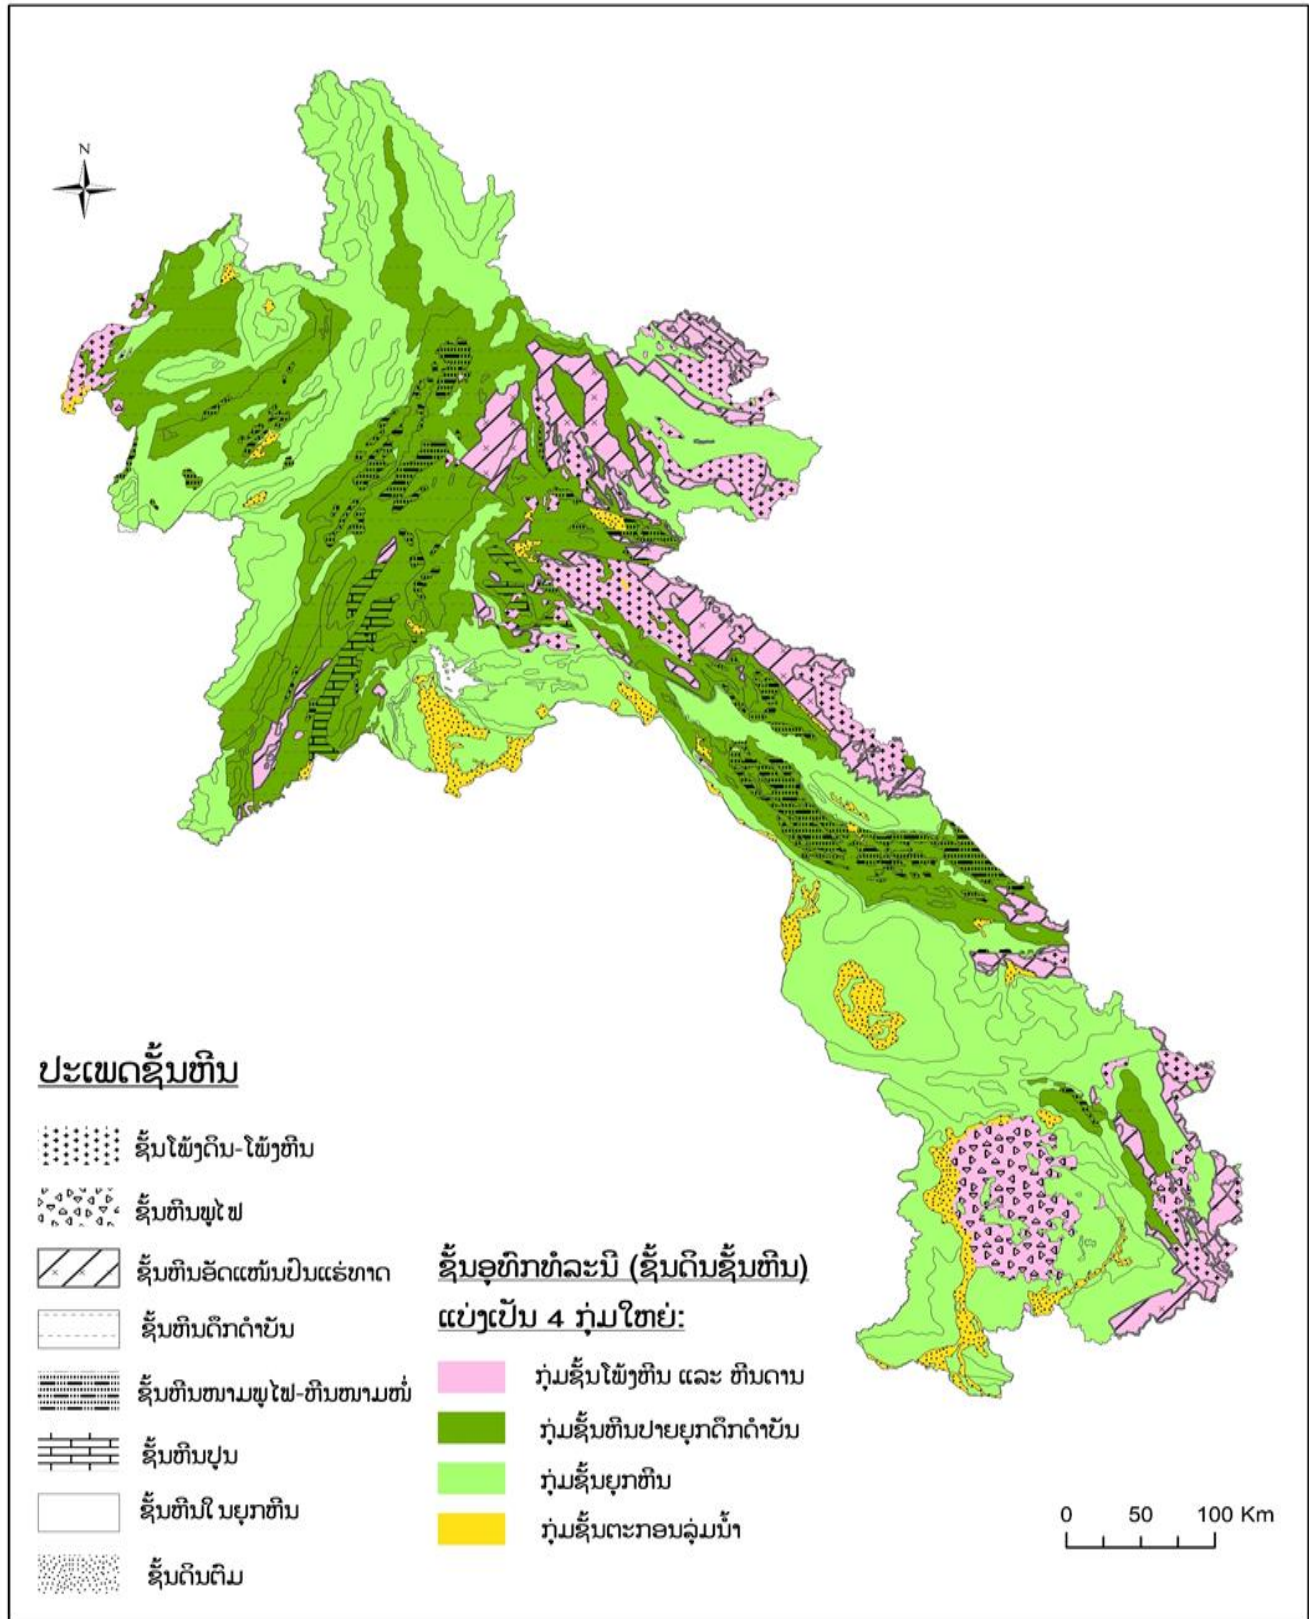 N
ປະເພດຊັ້ນຫີນ
ຊັ້ນໂພ້ງດິນ-ໂພ້ງຫີນ
ຊັ້ນຫີນພູໄຟ
ຊັ້ນຫີນອັດແໜ້ນປົນແຮ່ທາດ
ຊັ້ນຫີນດຶກດຳບັນ
ຊັ້ນຫີນໜາມພູໄຟ-ຫີນໜາມໜໍ່
ຊັ້ນຫີນປູນ
ຊັ້ນຫີນໃນຍຸກຫີນ
ຊັ້ນດິນຕົມ
ຊັ້ນອຸທົກທໍລະນີ (ຊັ້ນດິນຊັ້ນຫີນ)
ແບ່ງເປັນ 4 ກຸ່ມໃຫຍ່:
ກຸ່ມຊັ້ນໂພ້ງຫີນ ແລະ ຫີນດານ
ກຸ່ມຊັ້ນຫີນປາຍຍຸກດຶກດຳບັນ
ກຸ່ມຊັ້ນຍຸກຫີນ
ກຸ່ມຊັ້ນຕະກອນລຸ່ມນ້ຳ
0 50 100 Km